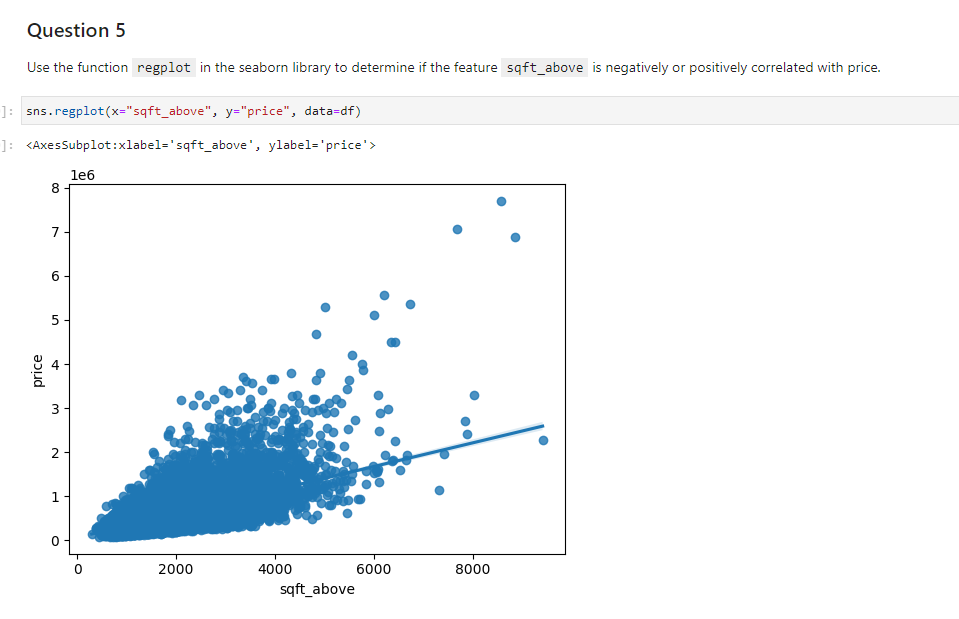 Question 5
Use the function regplot in the seaborn library to determine if the feature sqft_above is negatively or positively correlated with price.
]: sns.regplot(x="sqft_above", y="price", data=df)
]: <AxesSubplot:xlabel='sqft_above', ylabel='price'>
1e6
8
7
6
5
4
price
3
2
1
0
0 2000 4000 6000 8000
sqft_above